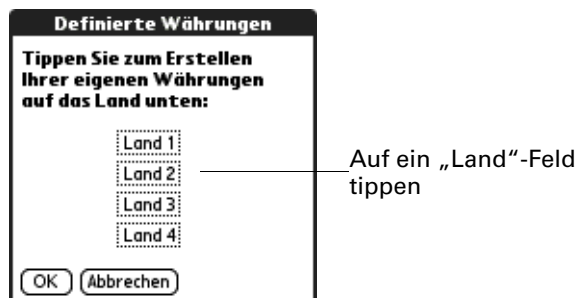 Definierte Währungen
Tippen Sie zum Erstellen
Ihrer eigenen Währungen
auf das Land unten:
Land 1
Land 2
Land 3
Land 4
Auf ein „Land“-Feld
tippen
OK Abbrechen